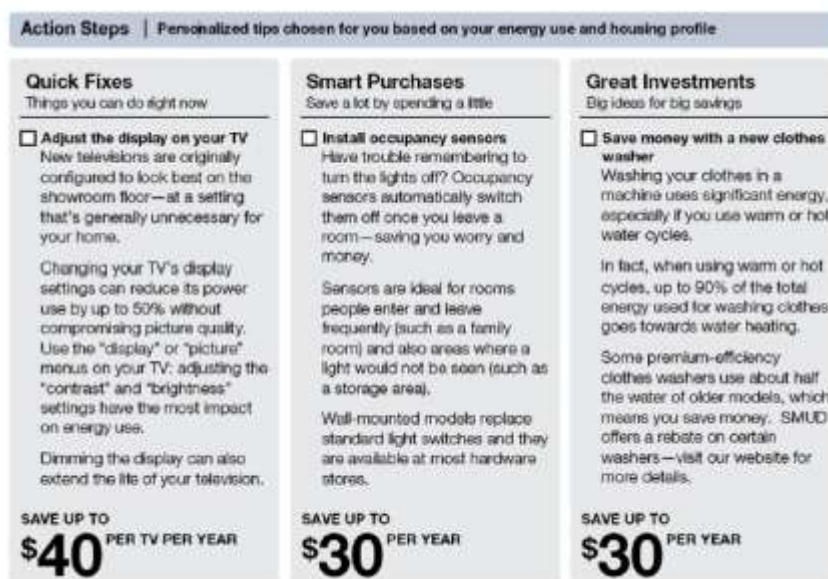 Action Steps | Personalized tips chosen for you based on your energy use and housing profile
Quick Fixes
Things you can do right now
Adjust the display on your TV
New televisions are originally
configured to look best on the
showroom floor—at a setting
that's generally unnecessary for
your home.
Changing your TV's display
settings can reduce its power
use by up to 50% without
compromising picture quality.
Use the "display" or "picture"
menus on your TV: adjusting the
"contrast" and "brightness"
settings have the most impact
on energy use.
Dimming the display can also
extend the life of your television.
SAVE UP TO
$40 PER TV PER YEAR
Smart Purchases
Save a lot by spending a little
Install occupancy sensors
Have trouble remembering to
turn the lights off? Occupancy
sensors automatically switch
them off once you leave a
room—saving you worry and
money.
Sensors are ideal for rooms
people enter and leave
frequently (such as a family
room) and also areas where a
light would not be seen (such as
a storage area).
Wall-mounted models replace
standard light switches and they
are available at most hardware
stores.
SAVE UP TO
$30 PER YEAR
Great Investments
Big ideas for big savings
Save money with a new clothes
washer
Washing your clothes in a
machine uses significant energy,
especially if you use warm or hot
water cycles.
In fact, when using warm or hot
cycles, up to 90% of the total
energy used for washing clothes
goes towards water heating.
Some premium-efficiency
clothes washers use about half
the water of older models, which
means you save money. SMUD
offers a rebate on certain
washers—visit our website for
more details.
SAVE UP TO
$30 PER YEAR